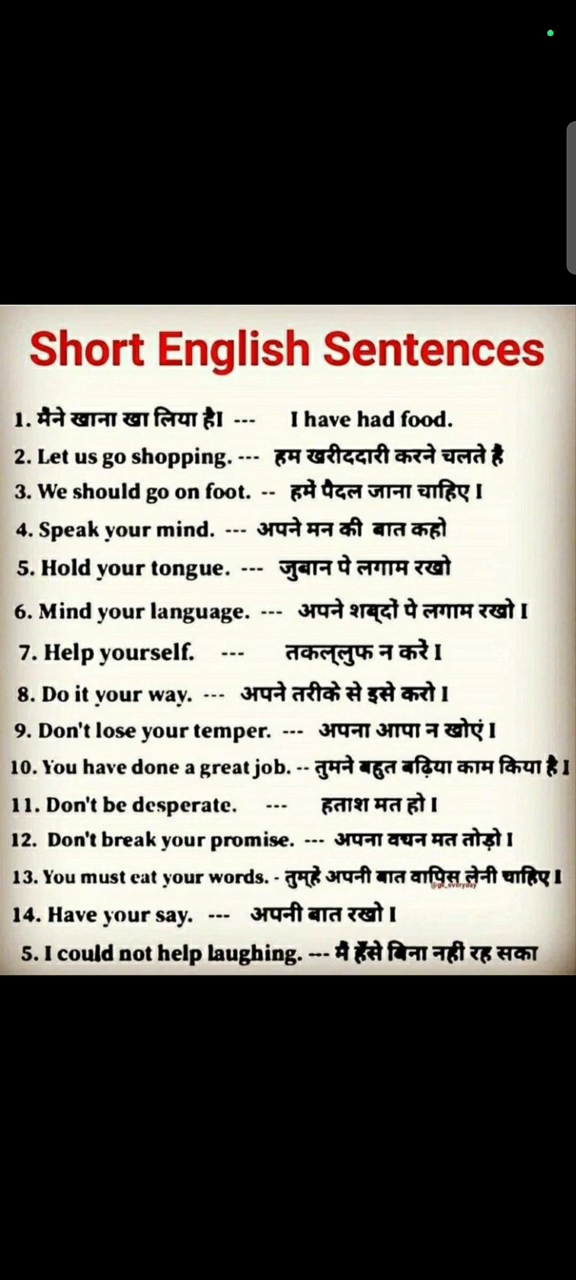 Short English Sentences
1. मैने खाना खा लिया है। --- I have had food.
2. Let us go shopping. --- हम खरीददारी करने चलते है
3. We should go on foot. -- हमे पैदल जाना चाहिए I
4. Speak your mind. --- अपने मन की बात कहो
5. Hold your tongue. --- जुबान पे लगाम रखो
6. Mind your language. --- अपने शब्दों पे लगाम रखो I
7. Help yourself. --- तकल्लुफ न करें I
8. Do it your way. --- अपने तरीके से इसे करो I
9. Don't lose your temper. --- अपना आपा न खोएं I
10. You have done a great job. -- तुमने बहुत बढ़िया काम किया है I
11. Don't be desperate. --- हताश मत हो I
12. Don't break your promise. --- अपना वचन मत तोड़ो I
13. You must eat your words. - तुम्हे अपनी बात वापिस लेनी चाहिए I
@gk_everyday
14. Have your say. --- अपनी बात रखो I
5. I could not help laughing. --- मै हँसे बिना नहीं रह सका